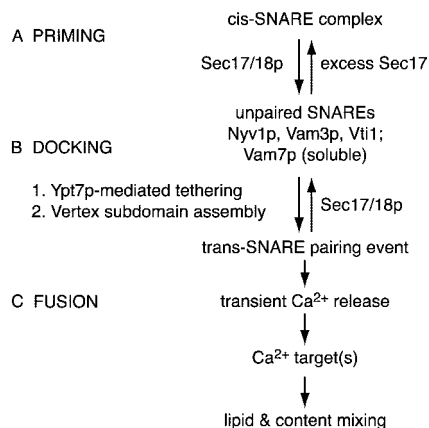 cis-SNARE complex
A PRIMING
Sec17/18p excess Sec17
unpaired SNAREs
Nyv1p, Vam3p, Vti1;
Vam7p (soluble)
B DOCKING
1. Ypt7p-mediated tethering
2. Vertex subdomain assembly
Sec17/18p
trans-SNARE pairing event
C FUSION
transient Ca²⁺ release
Ca²⁺ target(s)
lipid & content mixing